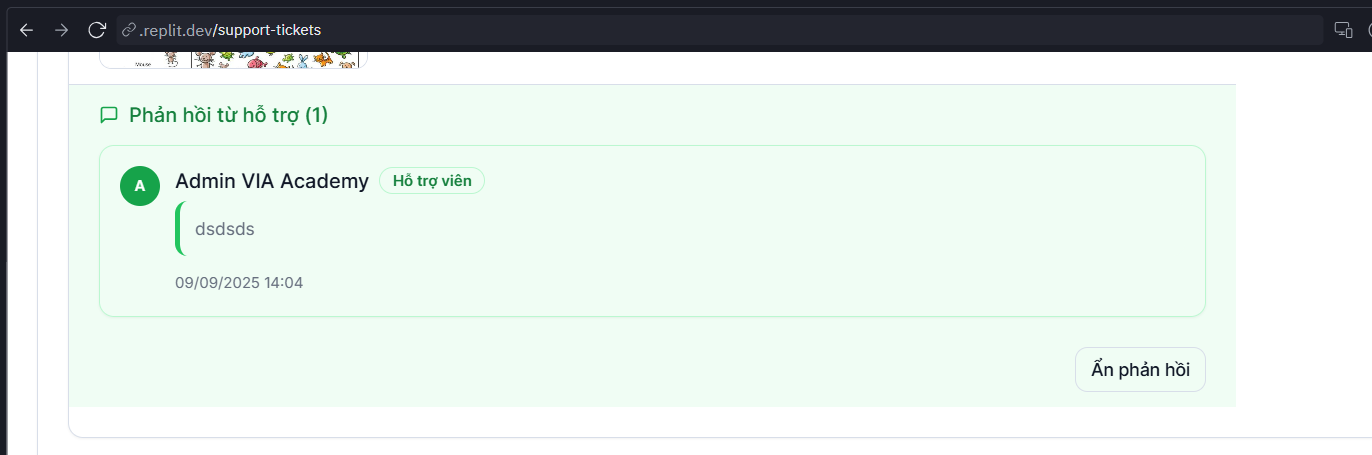 .replit.dev/support-tickets
Mouse
Phản hồi từ hỗ trợ (1)
A
Admin VIA Academy
Hỗ trợ viên
dsdsds
09/09/2025 14:04
Ẩn phản hồi